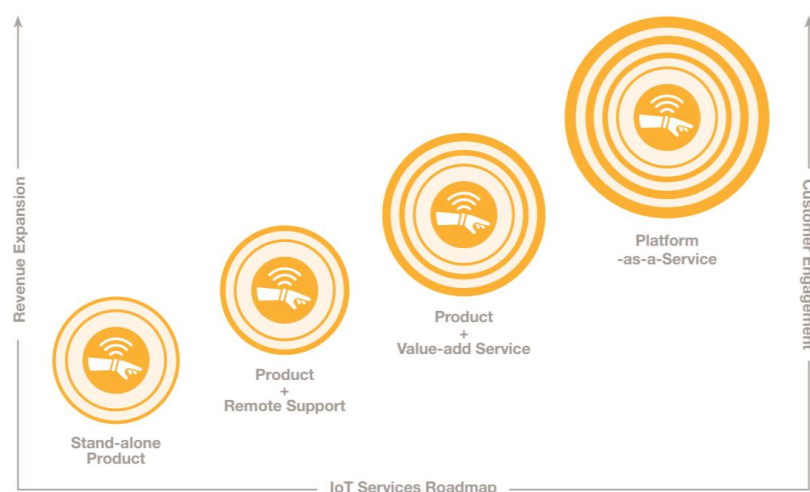 Revenue Expansion
Customer Engagement
Platform
-as-a-Service
Product
+
Value-add Service
Product
+
Remote Support
Stand-alone
Product
IoT Services Roadmap